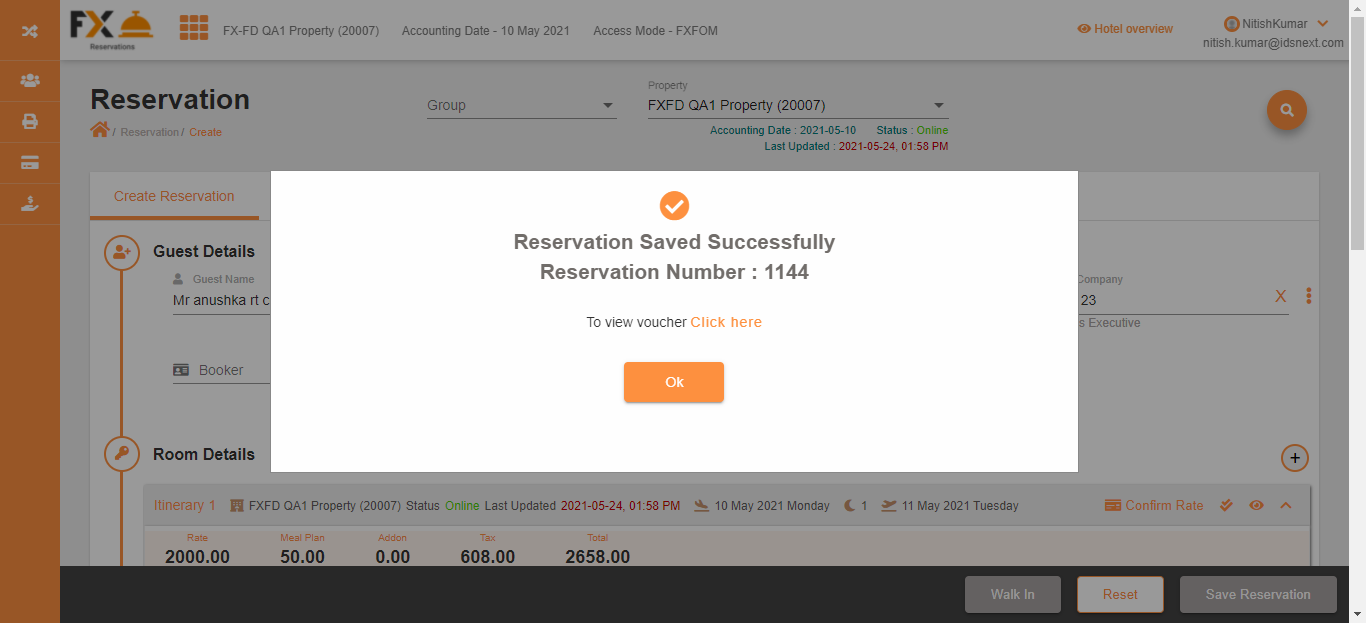 FX
Reservations
FX-FD QA1 Property (20007) Accounting Date - 10 May 2021 Access Mode - FXFOM
Hotel overview
NitishKumar
nitish.kumar@idsnext.com
Reservation
/ Reservation / Create
Group
Property
FXFD QA1 Property (20007)
Accounting Date : 2021-05-10 Status : Online
Last Updated : 2021-05-24, 01:58 PM
Create Reservation
Reservation Saved Successfully
Reservation Number : 1144
To view voucher Click here
Ok
Guest Details
Guest Name
Mr anushka rt c
Company
23 X
s Executive
Booker
Room Details
+
Itinerary 1 FXFD QA1 Property (20007) Status Online Last Updated 2021-05-24, 01:58 PM 10 May 2021 Monday 1 11 May 2021 Tuesday Confirm Rate
Rate Meal Plan Addon Tax Total
2000.00 50.00 0.00 608.00 2658.00
Walk In Reset Save Reservation